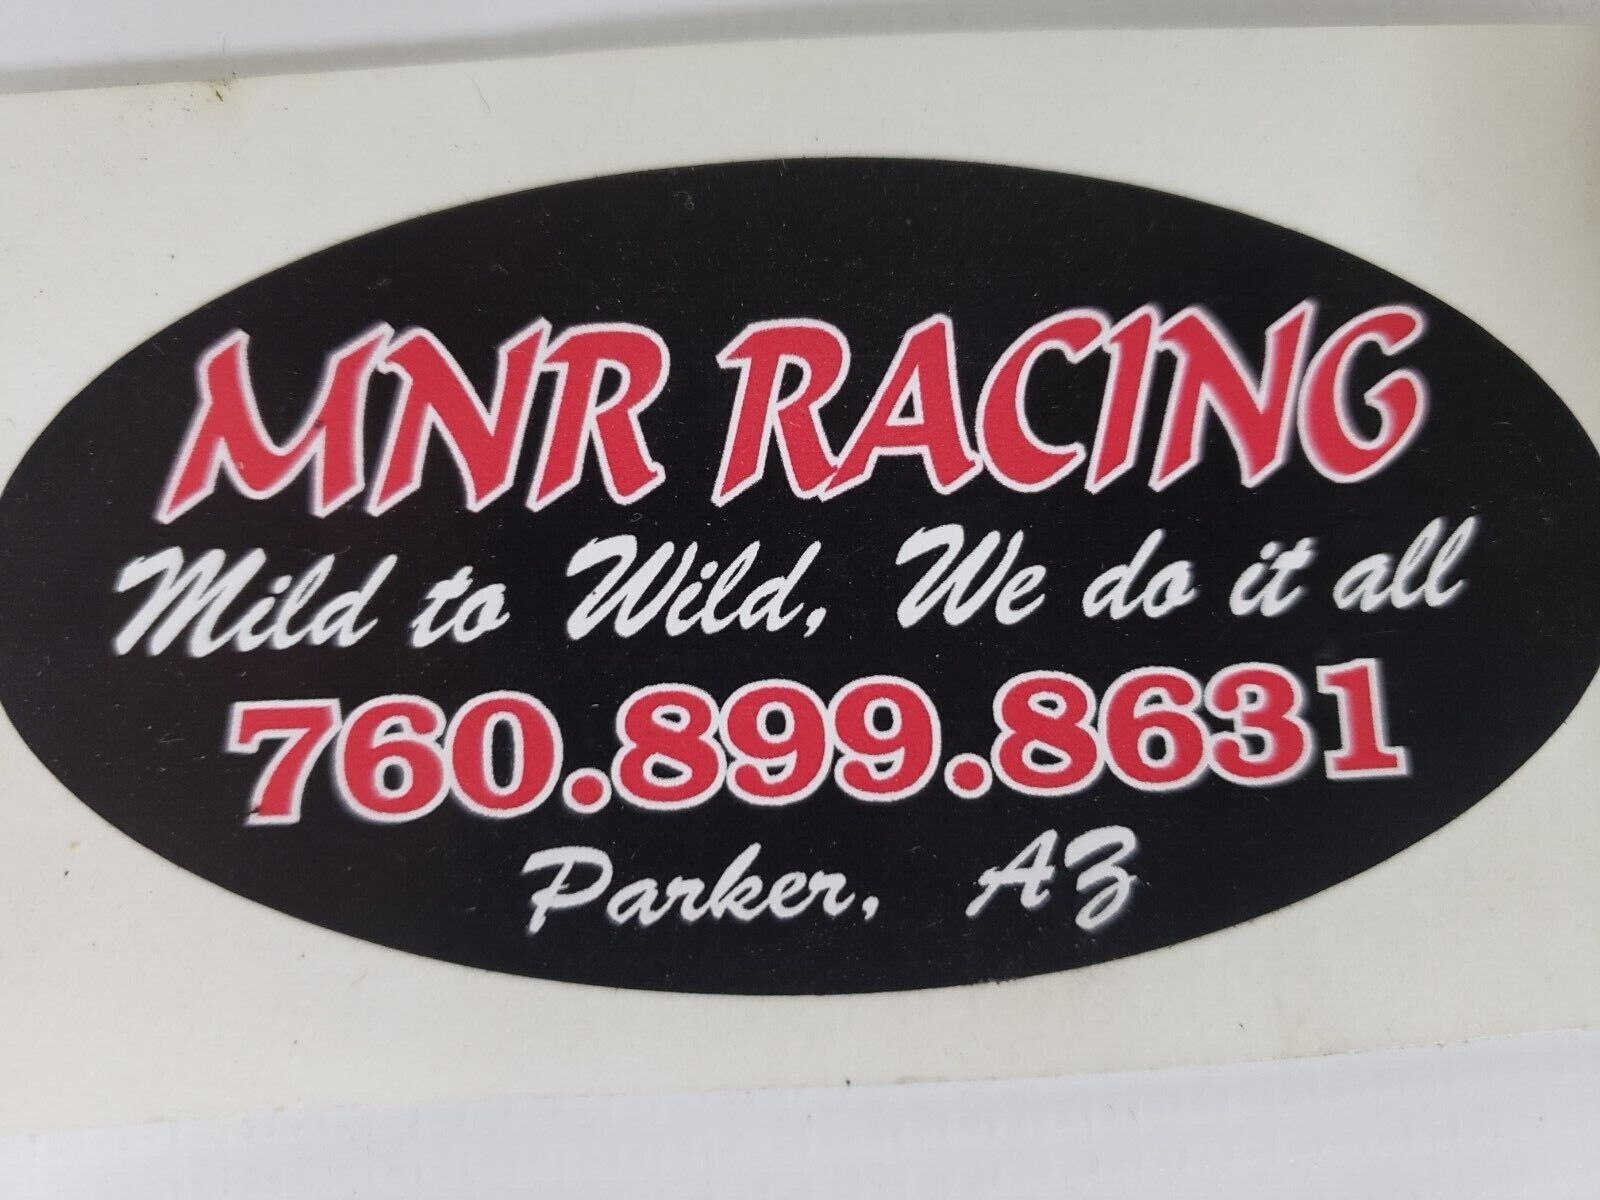 MNR RACING
Mild to Wild, We do it all
760.899.8631
Parker, AZ